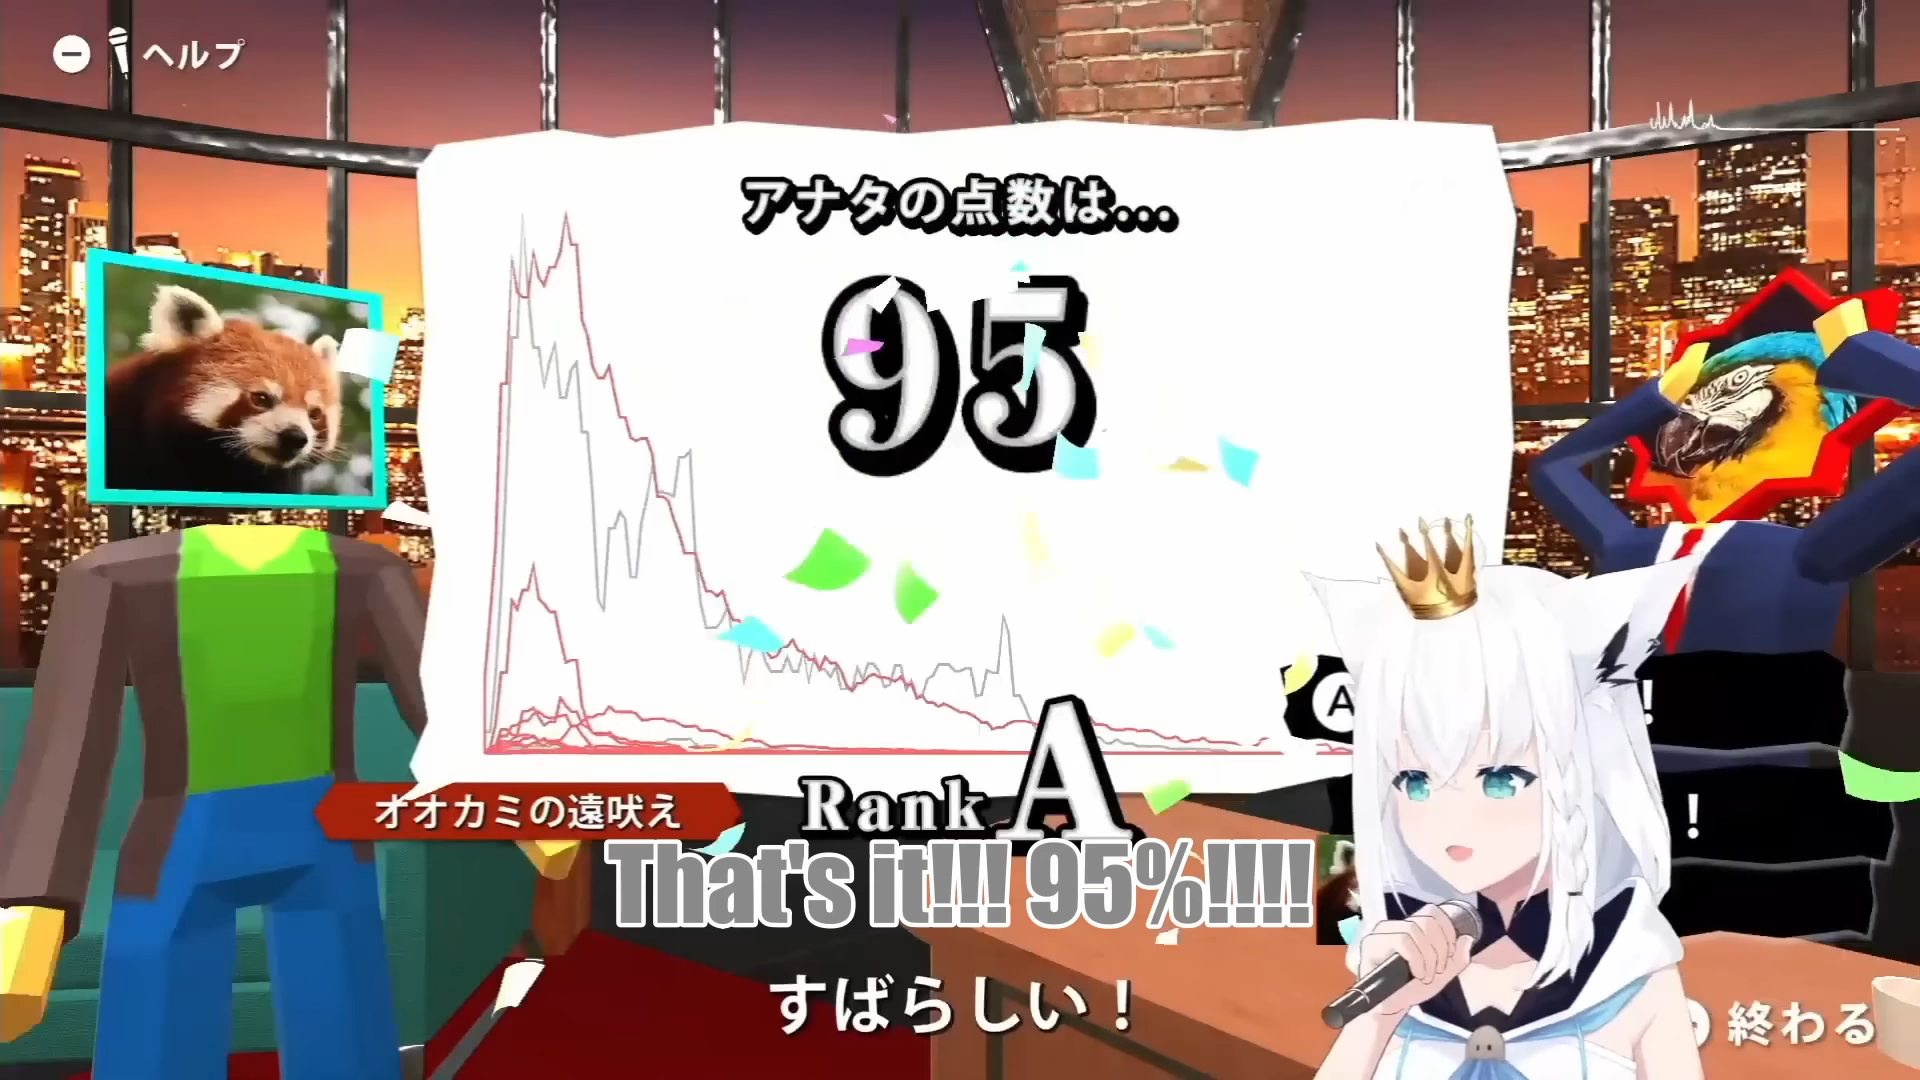 ヘルプ
アナタの点数は...
95
A
!
オオカミの遠吠え
Rank A
!
That's it!!! 95%!!!!
すばらしい！
終わる